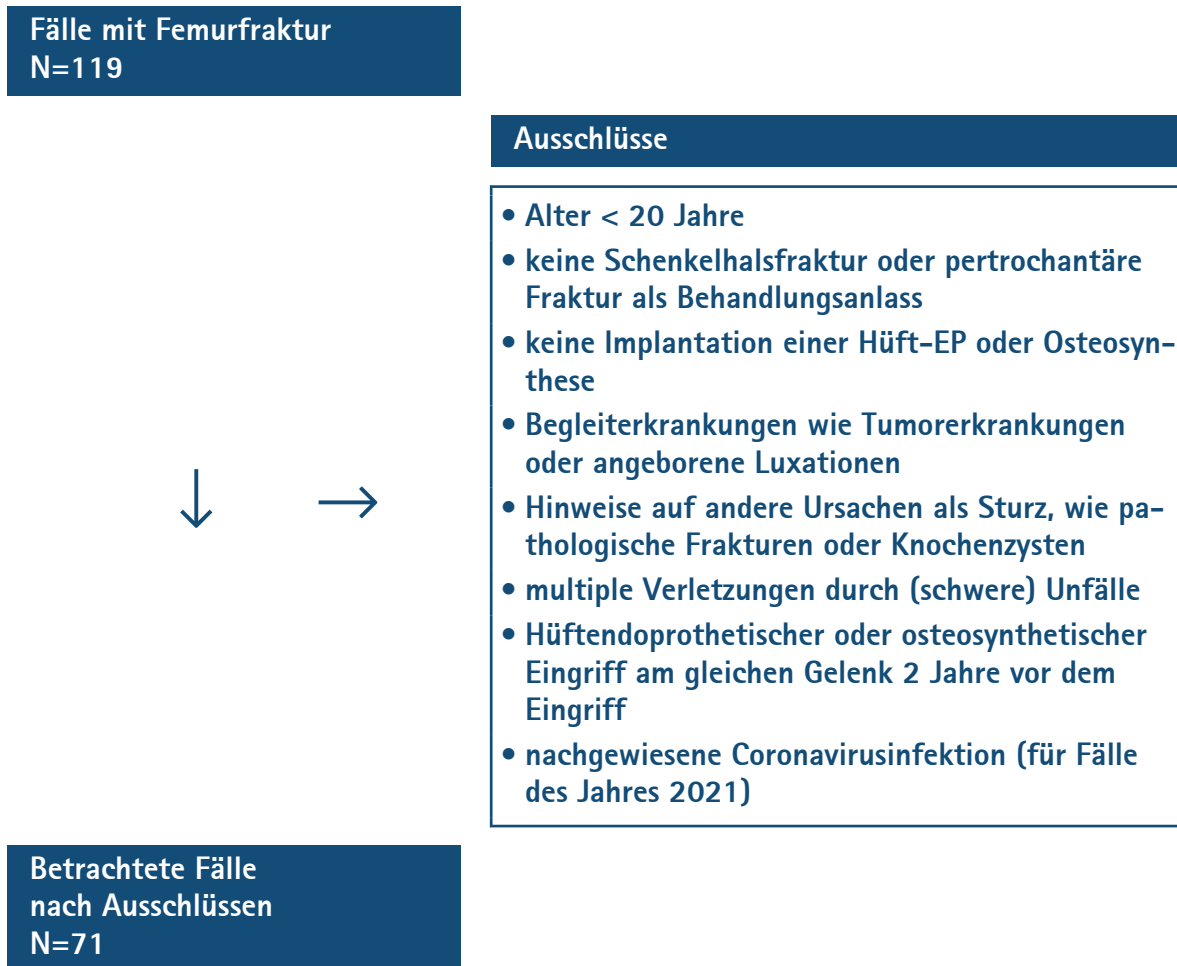 Fälle mit Femurfraktur
N=119
Ausschlüsse
• Alter < 20 Jahre
• keine Schenkelhalsfraktur oder pertrochantäre
Fraktur als Behandlungsanlass
• keine Implantation einer Hüft-EP oder Osteosyn-
these
• Begleiterkrankungen wie Tumorerkrankungen
oder angeborene Luxationen
• Hinweise auf andere Ursachen als Sturz, wie pa-
thologische Frakturen oder Knochenzysten
• multiple Verletzungen durch (schwere) Unfälle
• Hüftendoprothetischer oder osteosynthetischer
Eingriff am gleichen Gelenk 2 Jahre vor dem
Eingriff
• nachgewiesene Coronavirusinfektion (für Fälle
des Jahres 2021)
Betrachtete Fälle
nach Ausschlüssen
N=71